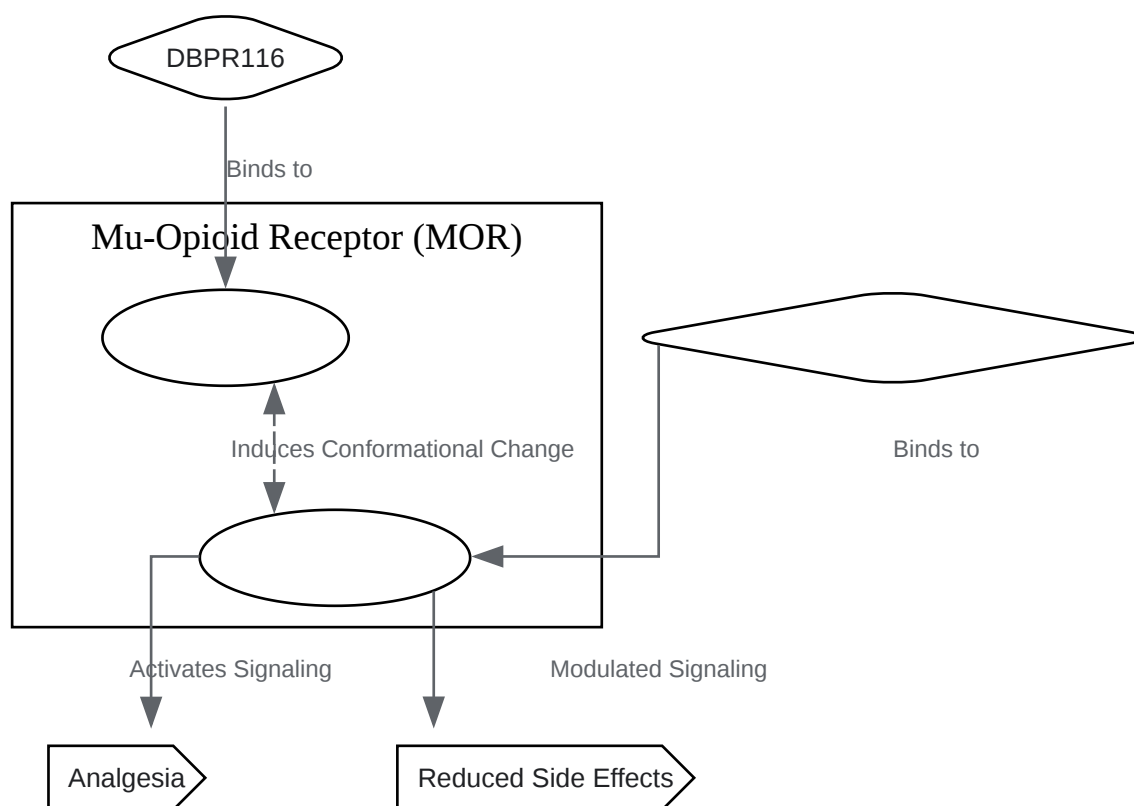 DBPR116
Binds to
Mu-Opioid Receptor (MOR)
Induces Conformational Change
Binds to
Activates Signaling
Modulated Signaling
Analgesia
Reduced Side Effects